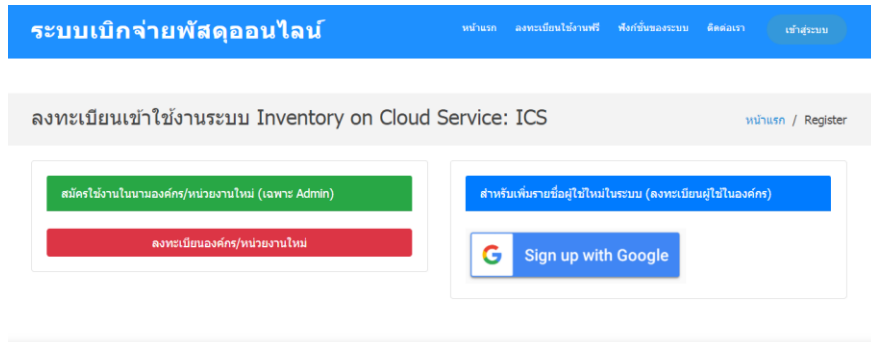 ระบบเบิกจ่ายพัสดุออนไลน์
หน้าแรก ลงทะเบียนใช้งานฟรี ฟังก์ชั่นของระบบ ติดต่อเรา เข้าสู่ระบบ
ลงทะเบียนเข้าใช้งานระบบ Inventory on Cloud Service: ICS
หน้าแรก / Register
สมัครใช้งานในนามองค์กร/หน่วยงานใหม่ (เฉพาะ Admin)
ลงทะเบียนองค์กร/หน่วยงานใหม่
สำหรับเพิ่มรายชื่อผู้ใช้ใหม่ในระบบ (ลงทะเบียนผู้ใช้ในองค์กร)
Sign up with Google